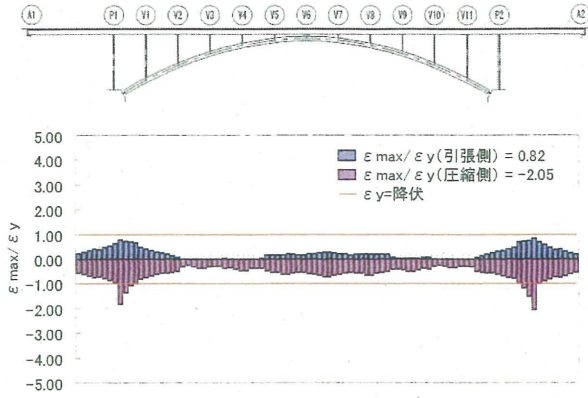 A1 P1 V1 V2 V3 V4 V5 V6 V7 V8 V9 V10 V11 P2 A2
5.00
ε max/ ε y(引張側) = 0.82
4.00
ε max/ ε y(圧縮側) = -2.05
3.00
ε y=降伏
2.00
1.00
0.00
-1.00
-2.00
-3.00
-4.00
-5.00
ε max/ ε y